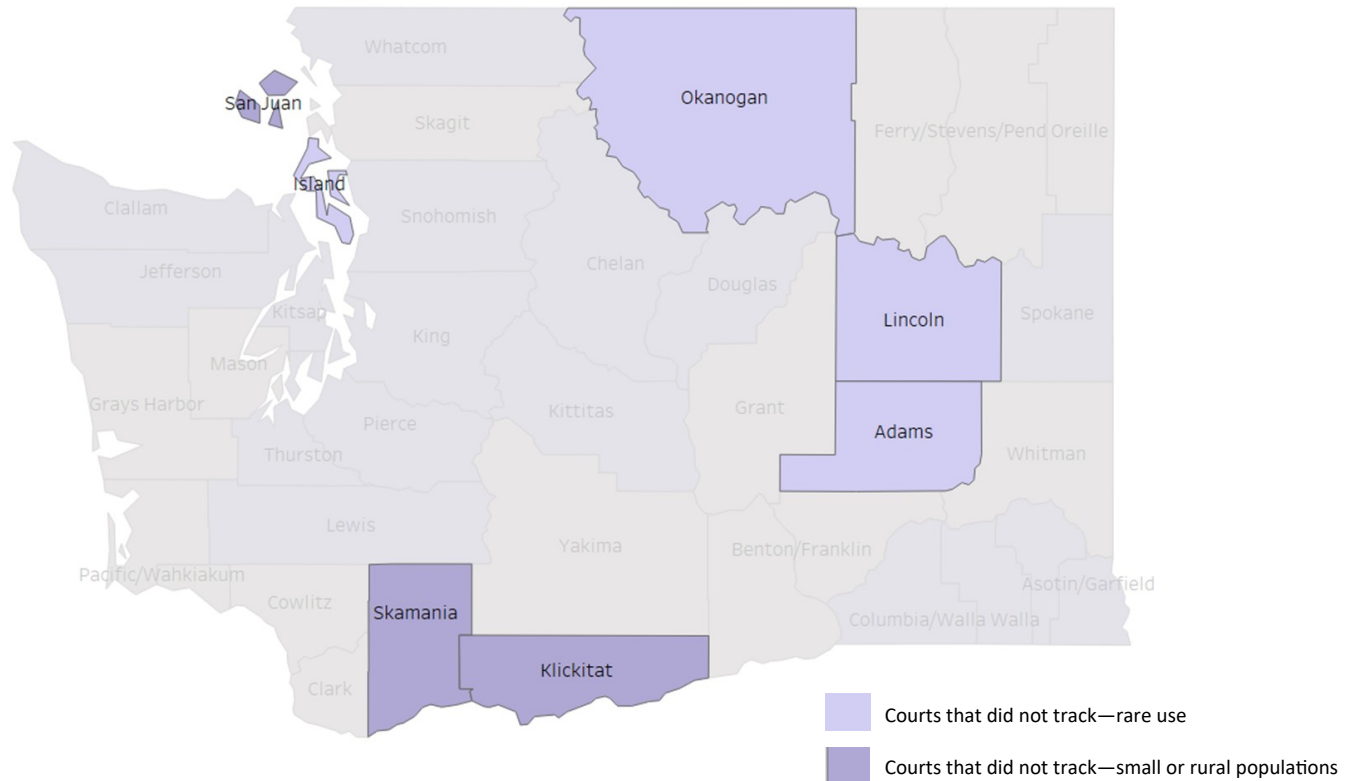 Whatcom
Okanogan
San Juan
Skagit
Ferry/Stevens/Pend Oreille
Island
Clallam
Snohomish
Chelan
Jefferson
Douglas
Kitsap
Lincoln
Spokane
King
Mason
Grays Harbor
Kittitas
Grant
Pierce
Adams
Thurston
Whitman
Lewis
Yakima
Benton/Franklin
Pacific/Wahkiakum
Asotin/Garfield
Cowlitz
Skamania
Columbia/Walla Walla
Klickitat
Clark
Courts that did not track—rare use
Courts that did not track—small or rural populations